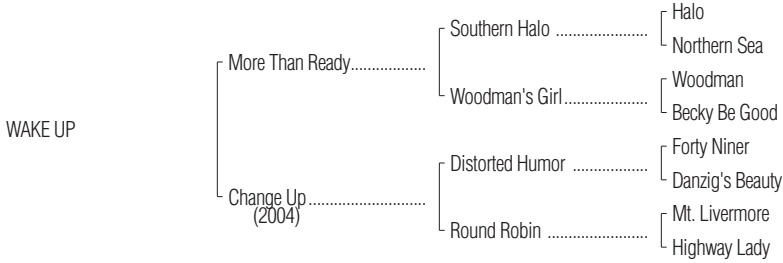 WAKE UP
More Than Ready..................
Change Up............................
(2004)
Southern Halo ......................
Woodman's Girl....................
Distorted Humor ..................
Round Robin ........................
Halo
Northern Sea
Woodman
Becky Be Good
Forty Niner
Danzig's Beauty
Mt. Livermore
Highway Lady